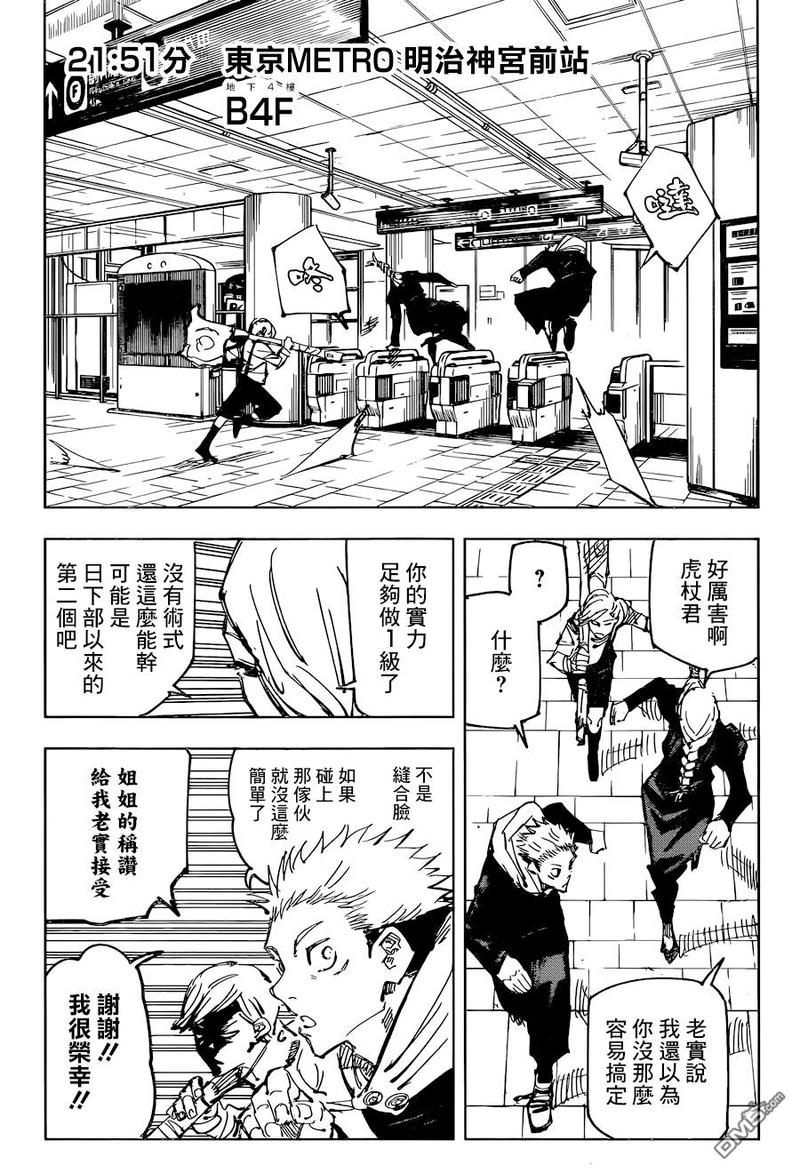 21:51分 東京METRO 明治神宮前站
地下4樓
B4F
F
噠
哈
好厲害啊
虎杖君
?
什麼?
老實說
我還以為
你沒那麼
容易搞定
你的實力
足夠做1級了
沒有術式
還這麼能幹
可能是
日下部以來的
第二個吧
不是
縫合臉
如果
碰上
那傢伙
就沒這麼
簡單了
姐姐的稱讚
給我老實接受
謝謝!!
我很榮幸!!